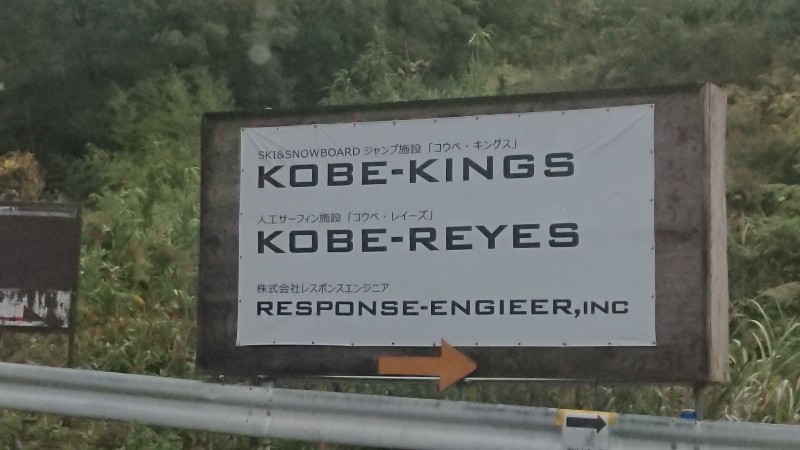 SKI&SNOWBOARD ジャンプ施設「コウベ・キングス」
KOBE-KINGS
人工サーフィン施設「コウベ・レイーズ」
KOBE-REYES
株式会社レスポンスエンジニア
RESPONSE-ENGIEER,INC